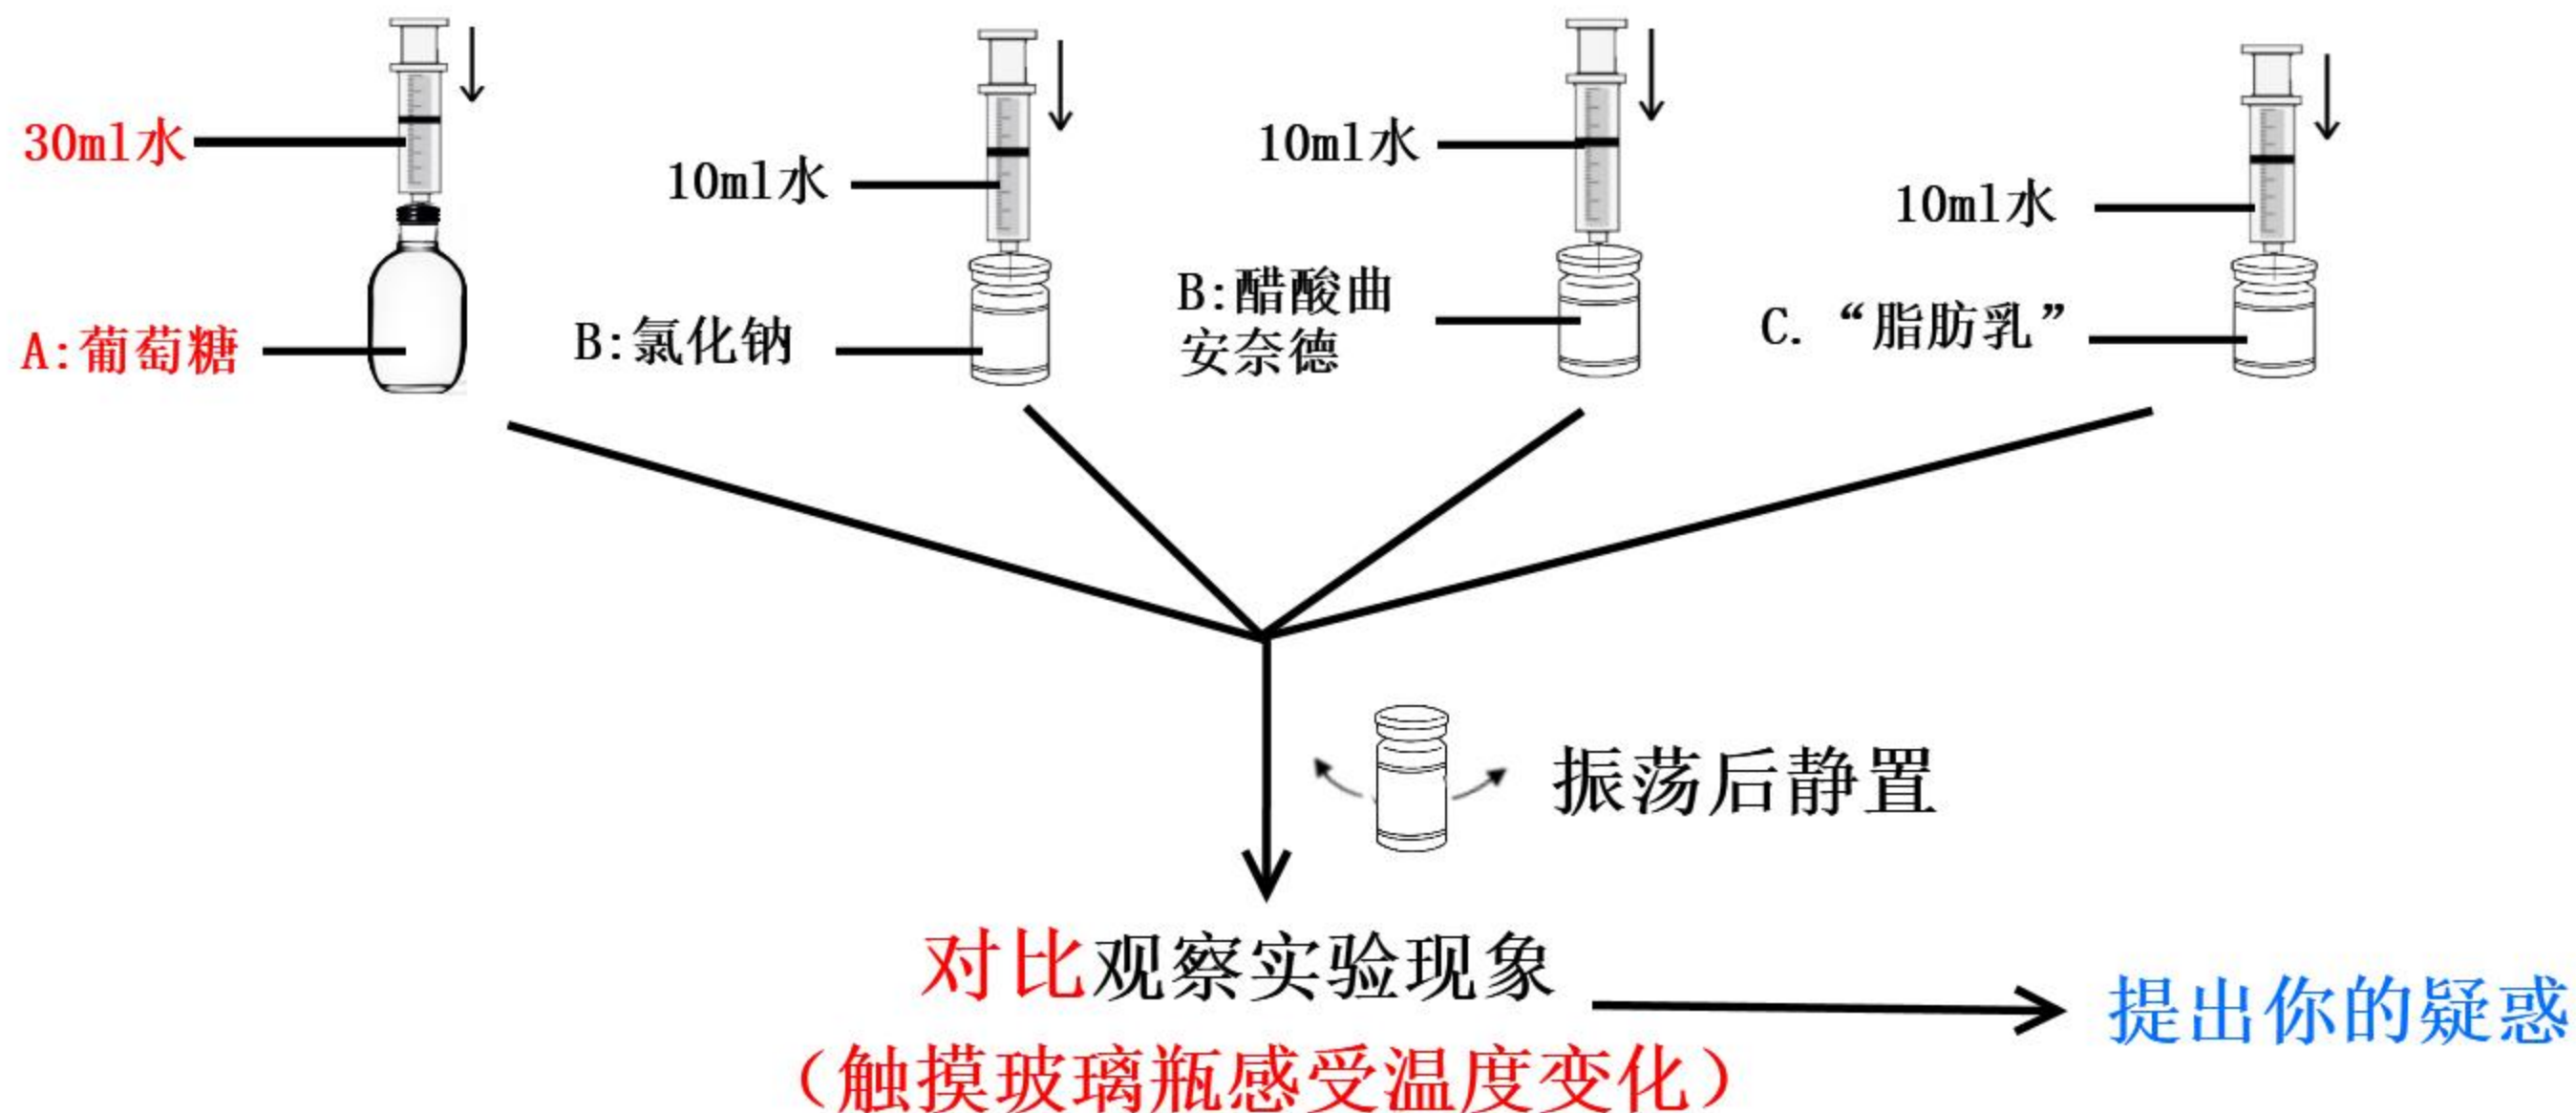 30ml水
A:葡萄糖
10ml水
B:氯化钠
10ml水
B:醋酸曲
安奈德
10ml水
C.“脂肪乳”
振荡后静置
对比观察实验现象
（触摸玻璃瓶感受温度变化）
提出你的疑惑